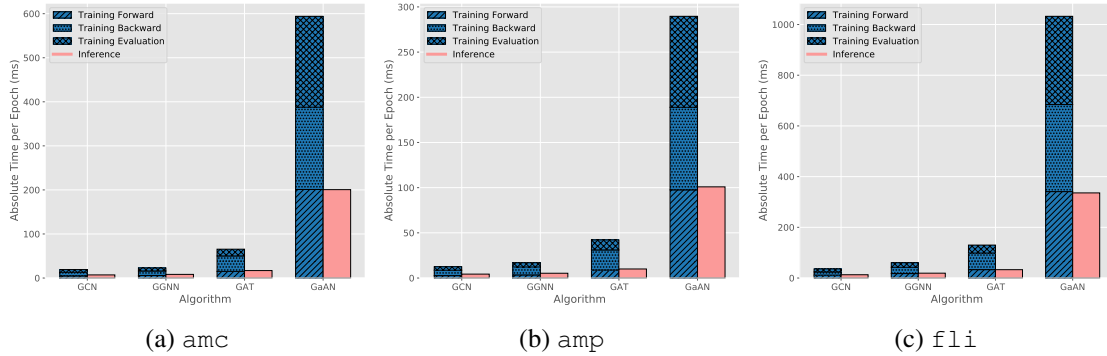 Absolute Time per Epoch (ms)
600
500
400
300
200
100
0
Training Forward
Training Backward
Training Evaluation
Inference
GCN
GGNN
GAT
GaAN
Algorithm
(a) amc
Absolute Time per Epoch (ms)
300
250
200
150
100
50
0
Training Forward
Training Backward
Training Evaluation
Inference
GCN
GGNN
GAT
GaAN
Algorithm
(b) amp
Absolute Time per Epoch (ms)
1000
800
600
400
200
0
Training Forward
Training Backward
Training Evaluation
Inference
GCN
GGNN
GAT
GaAN
Algorithm
(c) fli